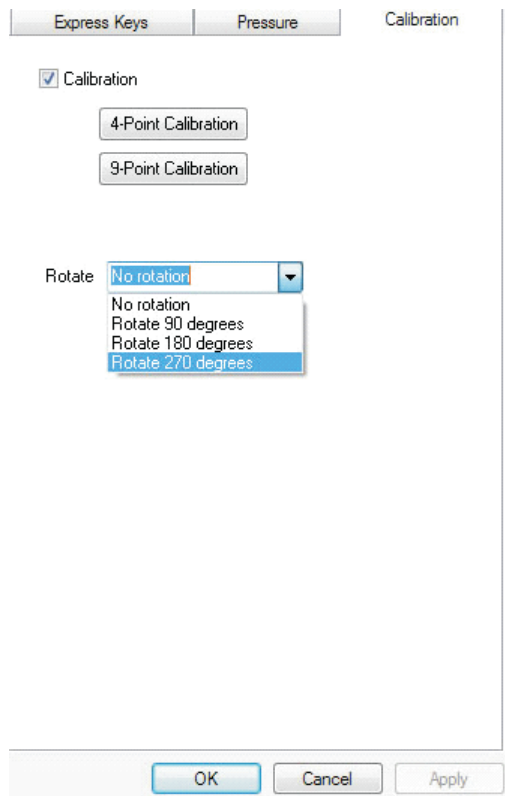 Express Keys Pressure Calibration
Calibration
4-Point Calibration
9-Point Calibration
Rotate No rotation
No rotation
Rotate 90 degrees
Rotate 180 degrees
Rotate 270 degrees
OK Cancel Apply